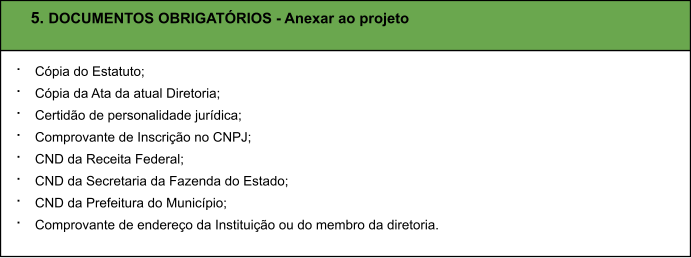 5. DOCUMENTOS OBRIGATÓRIOS - Anexar ao projeto
· Cópia do Estatuto;
· Cópia da Ata da atual Diretoria;
· Certidão de personalidade jurídica;
· Comprovante de Inscrição no CNPJ;
· CND da Receita Federal;
· CND da Secretaria da Fazenda do Estado;
· CND da Prefeitura do Município;
· Comprovante de endereço da Instituição ou do membro da diretoria.